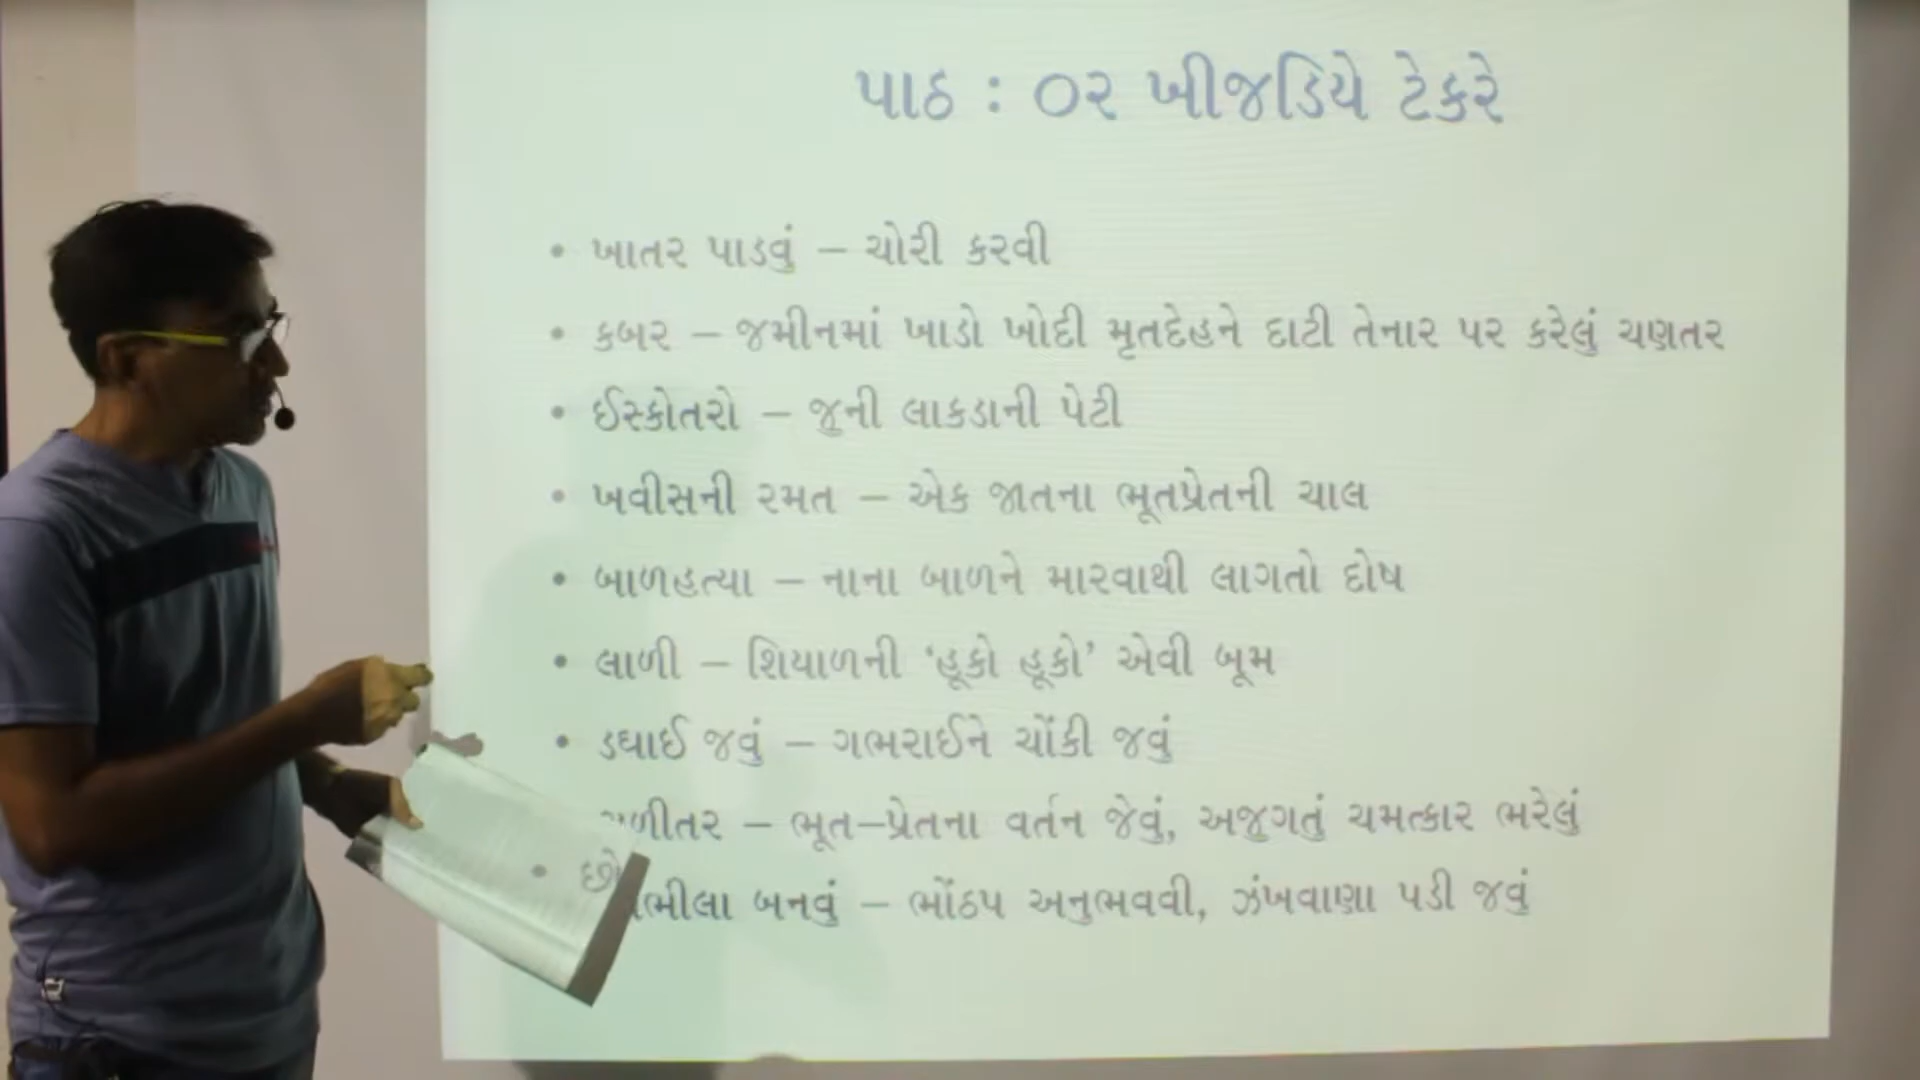 પાઠ : ૦૨ ખીજડિયે ટેકરે
• ખાતર પાડવું – ચોરી કરવી
• કબર – જમીનમાં ખાડો ખોદી મૃતદેહને દાટી તેનાર પર કરેલું ચણતર
• ઈસ્કોતરો – જુની લાકડાની પેટી
• ખવીસની રમત – એક જાતના ભૂતપ્રેતની ચાલ
• બાળહત્યા – નાના બાળને મારવાથી લાગતો દોષ
• લાળી – શિયાળની ‘હૂકો હૂકો’ એવી બૂમ
• ડઘાઈ જવું – ગભરાઈને ચોંકી જવું
– ભૂત–પ્રેતના વર્તન જેવું, અજુગતું ચમત્કાર ભરેલું
• બનવું – ભોંઠપ અનુભવવી, ઝંખવાણા પડી જવું